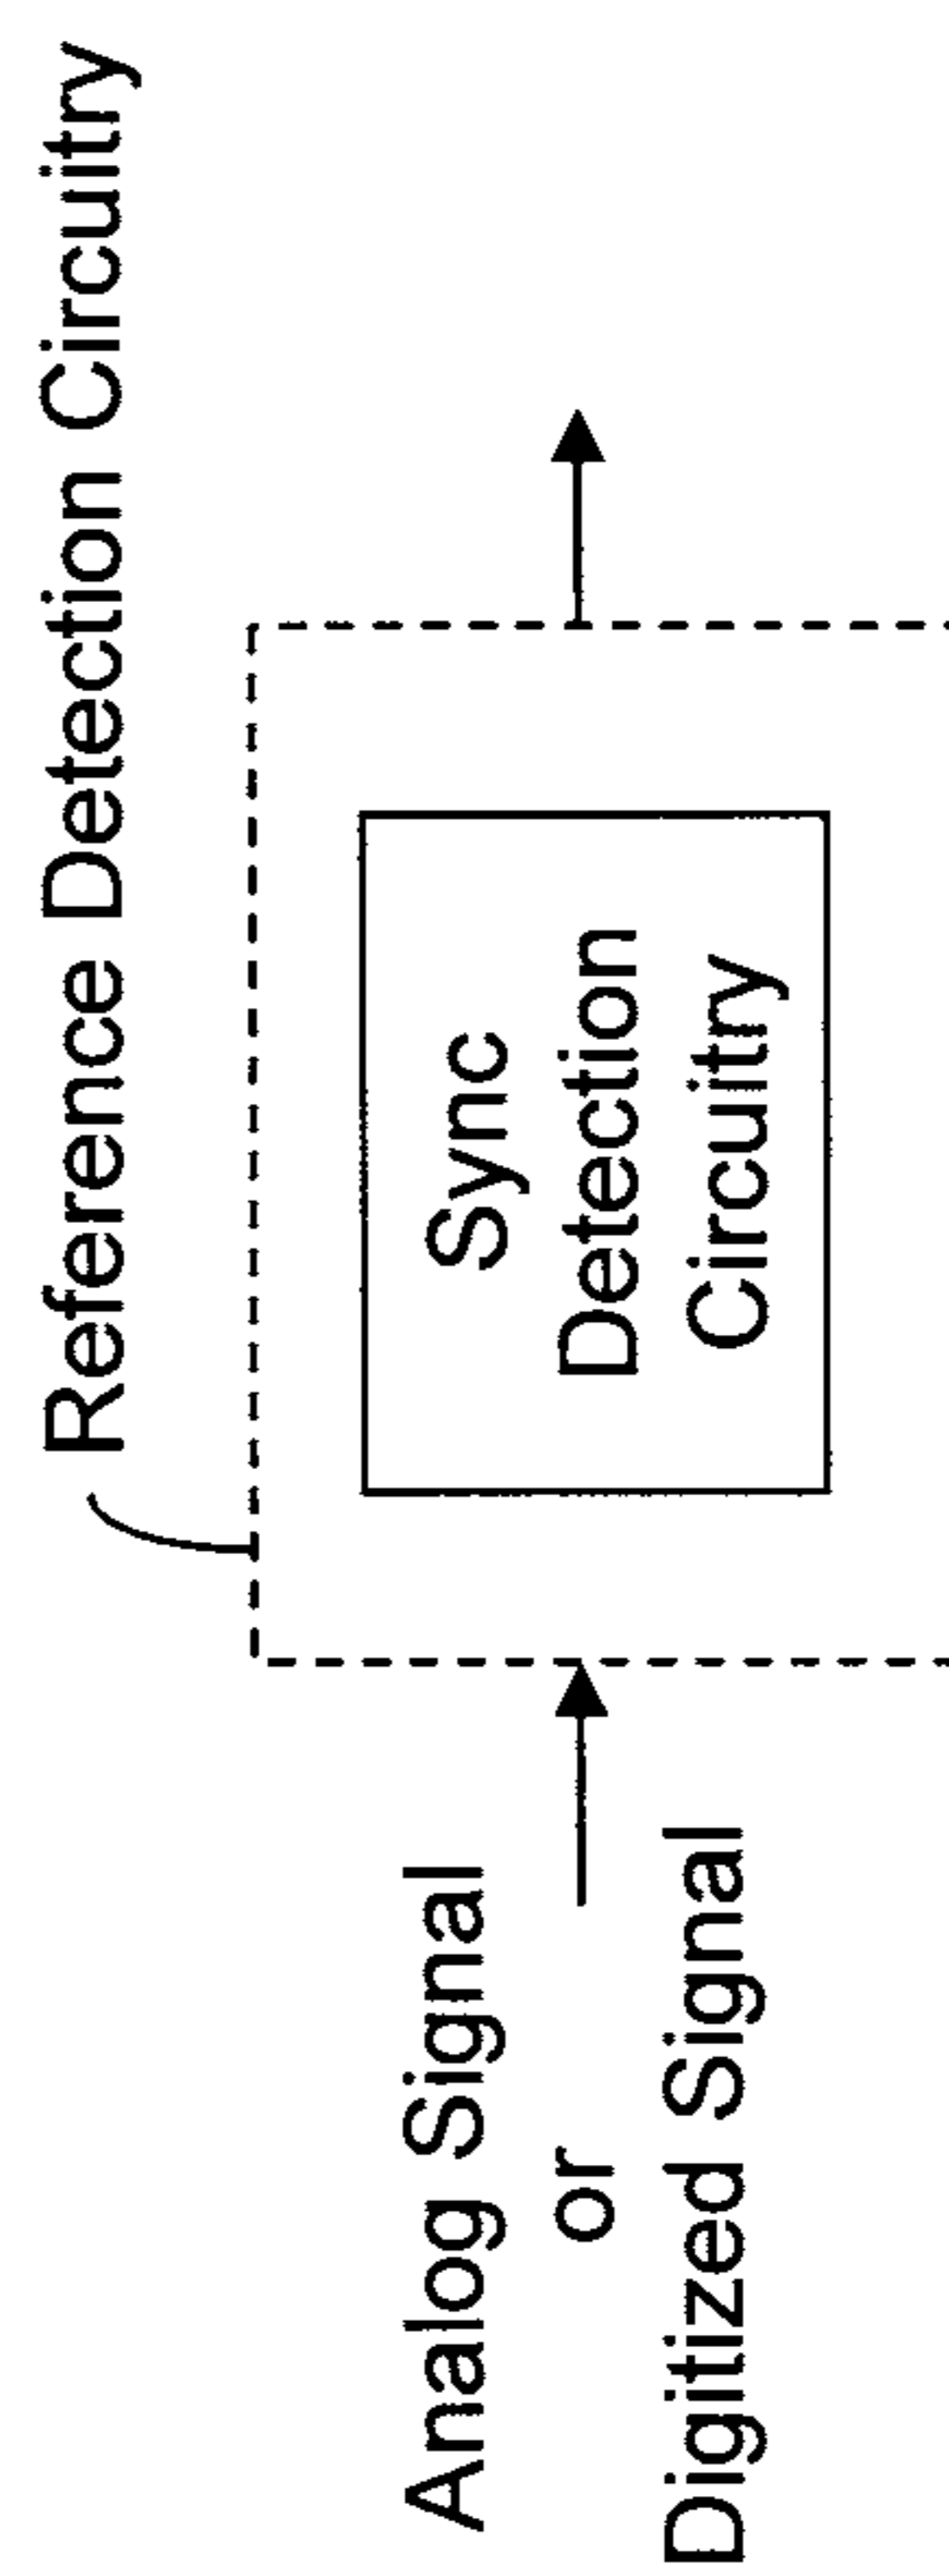 Reference Detection Circuitry
Sync
Detection
Circuitry
Analog Signal
or
Digitized Signal